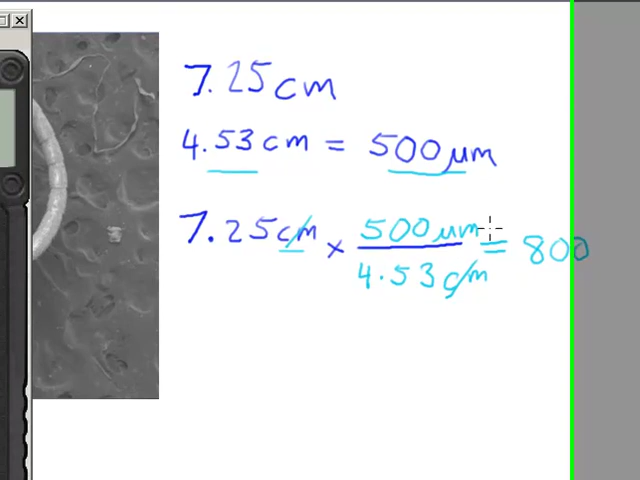 7.25cm
4.53cm = 500μm
7.25cm × 500μm = 800
4.53cm